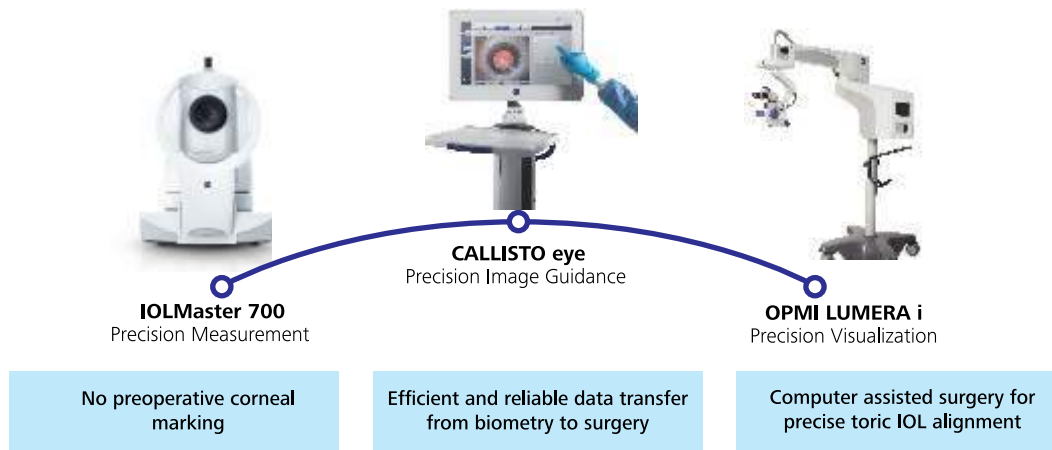 CALLISTO eye
Precision Image Guidance
IOLMaster 700
Precision Measurement
OPMI LUMERA i
Precision Visualization
No preoperative corneal
marking
Efficient and reliable data transfer
from biometry to surgery
Computer assisted surgery for
precise toric IOL alignment